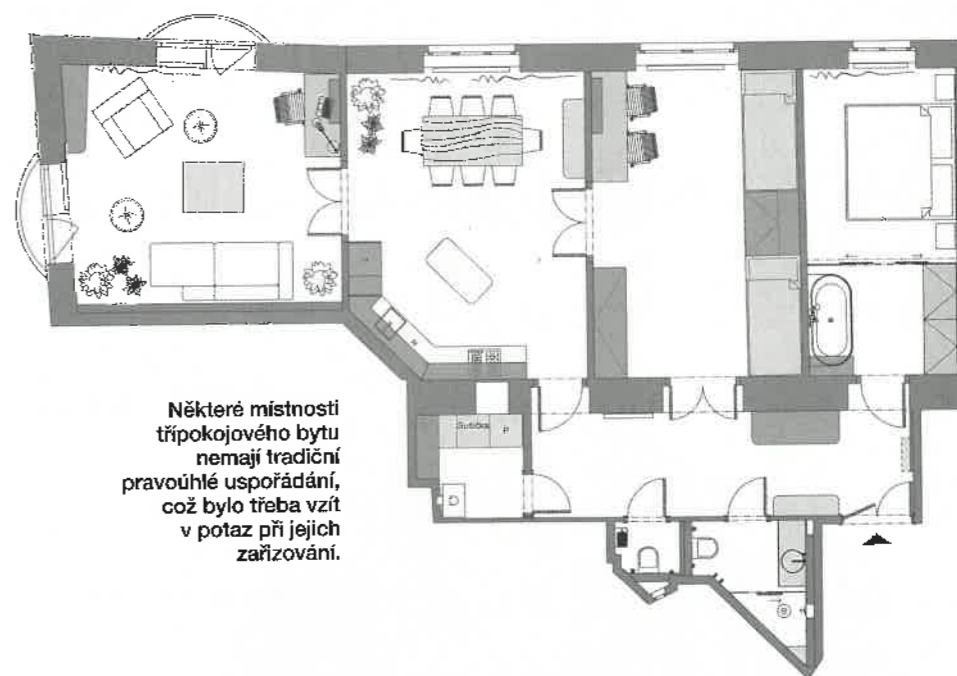 Některé místnosti
třípokojového bytu
nemají tradiční
pravoúhlé uspořádání,
což bylo třeba vzít
v potaz při jejich
zařizování.
Sušička
P